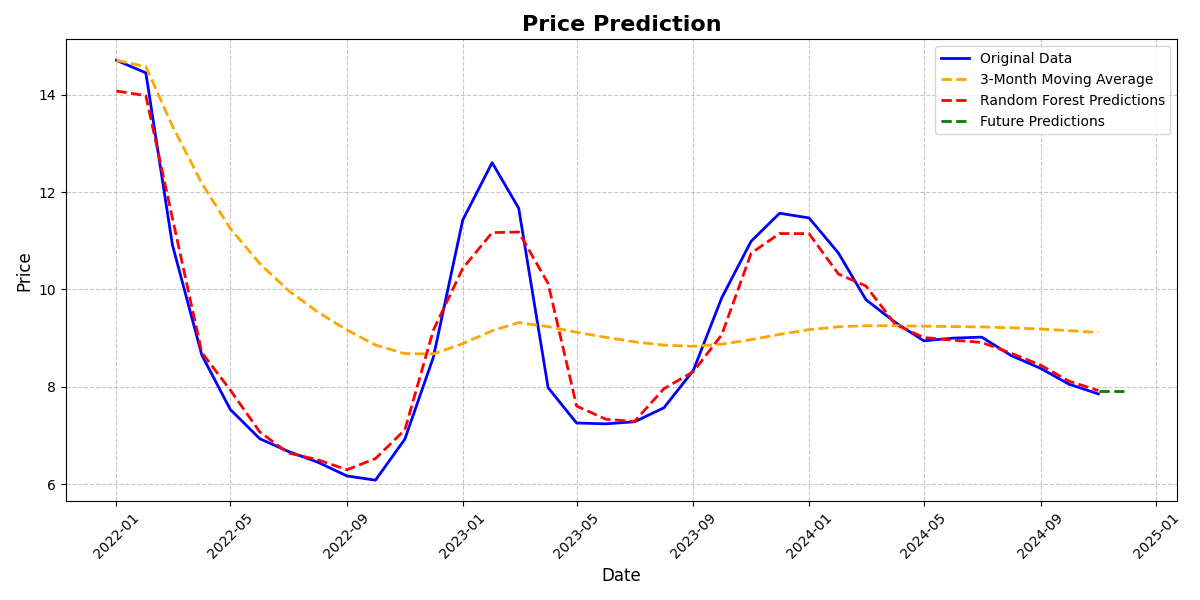 Price Prediction
Original Data
3-Month Moving Average
Random Forest Predictions
Future Predictions
Price
14
12
10
8
6
2022-01
2022-05
2022-09
2023-01
2023-05
2023-09
2024-01
2024-05
2024-09
2025-01
Date